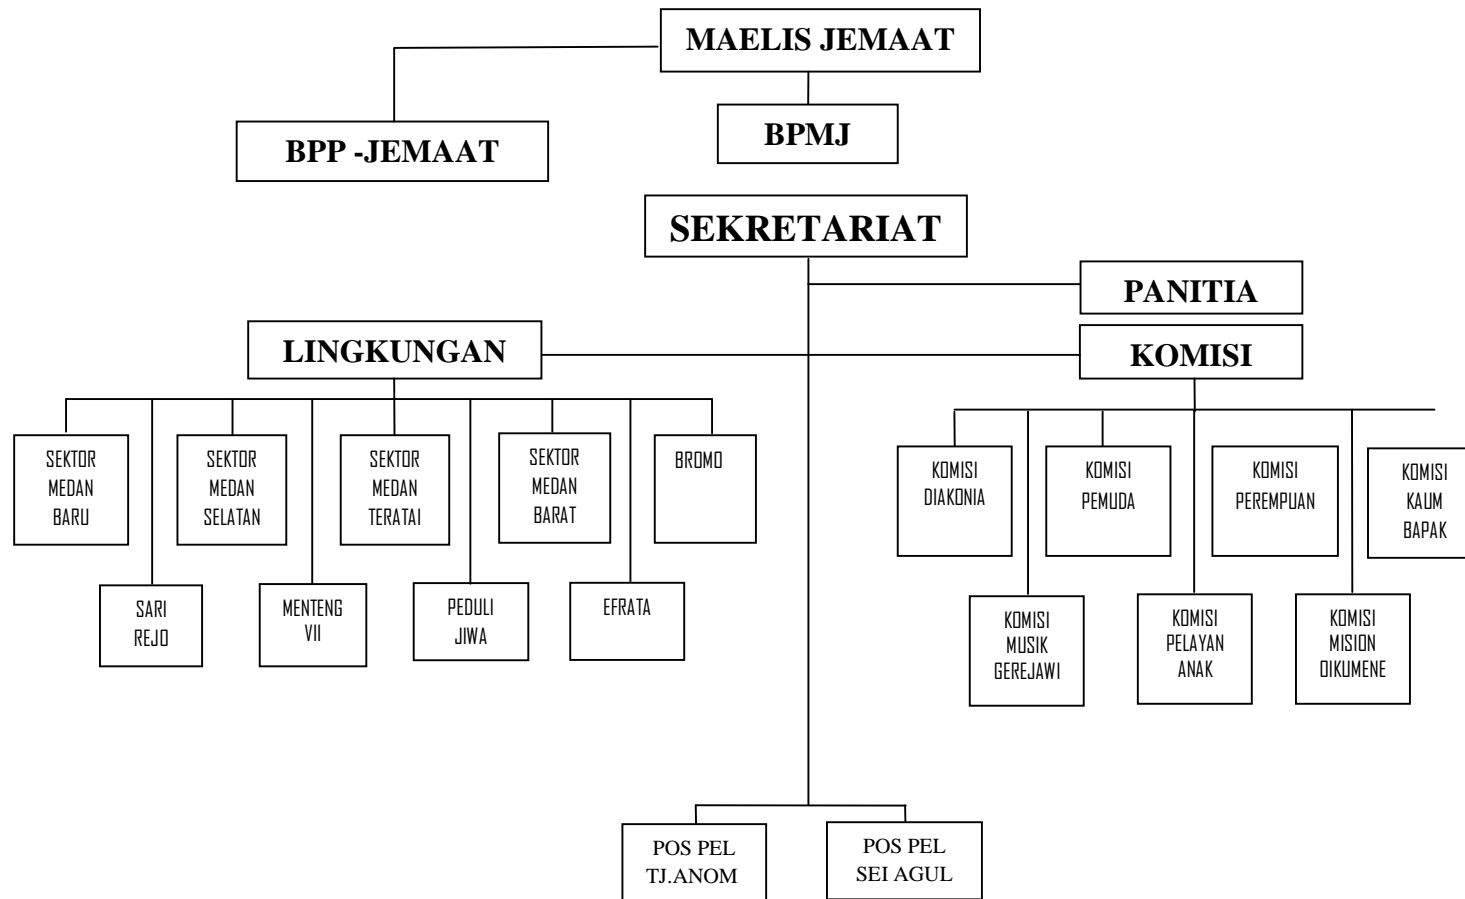 MAELIS JEMAAT
BPP -JEMAAT
BPMJ
SEKRETARIAT
PANITIA
LINGKUNGAN
KOMISI
SEKTOR
MEDAN
BARU
SEKTOR
MEDAN
SELATAN
SEKTOR
MEDAN
TERATAI
SEKTOR
MEDAN
BARAT
BROMO
KOMISI
DIAKONIA
KOMISI
PEMUDA
KOMISI
PEREMPUAN
KOMISI
KAUM
BAPAK
SARI
REJO
MENTENG
VII
PEDULI
JIWA
EFRATA
KOMISI
MUSIK
GEREJAWI
KOMISI
PELAYAN
ANAK
KOMISI
MISION
OIKUMENE
POS PEL
TJ.ANOM
POS PEL
SEI AGUL